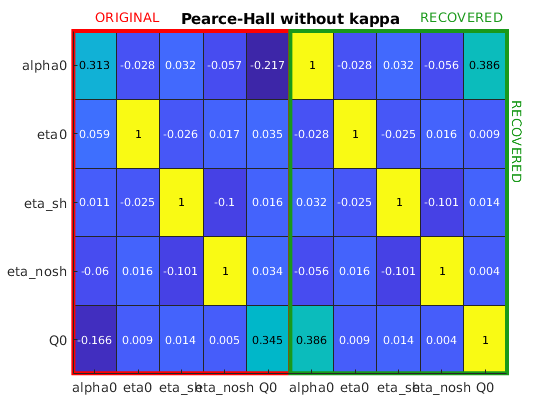 ORIGINAL Pearce-Hall without kappa RECOVERED
alpha0 0.313 -0.028 0.032 -0.057 -0.217 1 -0.028 0.032 -0.056 0.386
eta0 0.059 1 -0.026 0.017 0.035 -0.028 1 -0.025 0.016 0.009
eta_sh 0.011 -0.025 1 -0.1 0.016 0.032 -0.025 1 -0.101 0.014
eta_nosh -0.06 0.016 -0.101 1 0.034 -0.056 0.016 -0.101 1 0.004
Q0 -0.166 0.009 0.014 0.005 0.345 0.386 0.009 0.014 0.004 1
alpha0 eta0 eta_sh eta_nosh Q0 alpha0 eta0 eta_sh eta_nosh Q0
RECOVERED